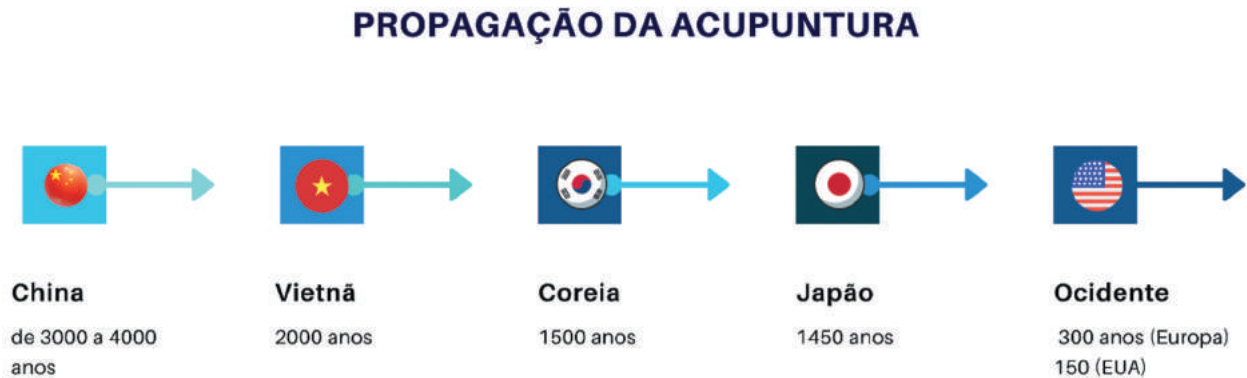 PROPAGAÇÃO DA ACUPUNTURA
China
de 3000 a 4000
anos
Vietnã
2000 anos
Coreia
1500 anos
Japão
1450 anos
Ocidente
300 anos (Europa)
150 (EUA)